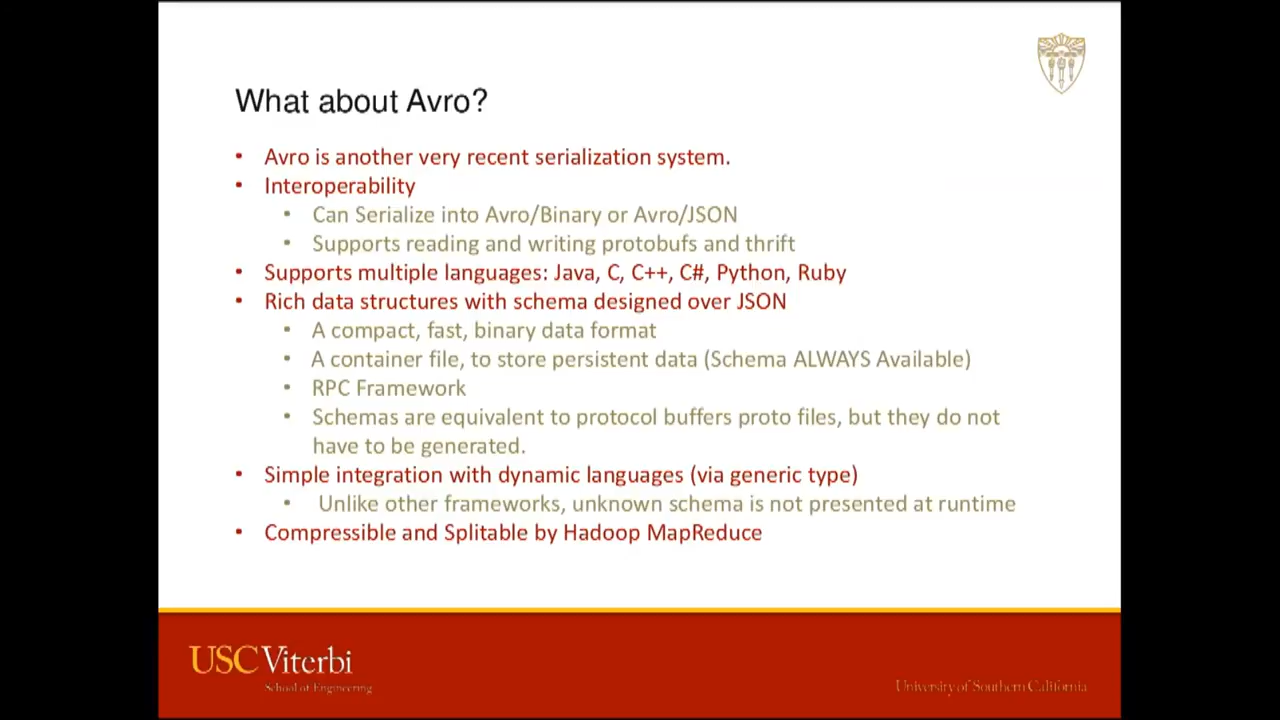 What about Avro?
• Avro is another very recent serialization system.
• Interoperability
• Can Serialize into Avro/Binary or Avro/JSON
• Supports reading and writing protobufs and thrift
• Supports multiple languages: Java, C, C++, C#, Python, Ruby
• Rich data structures with schema designed over JSON
• A compact, fast, binary data format
• A container file, to store persistent data (Schema ALWAYS Available)
• RPC Framework
• Schemas are equivalent to protocol buffers proto files, but they do not
have to be generated.
• Simple integration with dynamic languages (via generic type)
• Unlike other frameworks, unknown schema is not presented at runtime
• Compressible and Splitable by Hadoop MapReduce
USC Viterbi
School of Engineering
University of Southern California